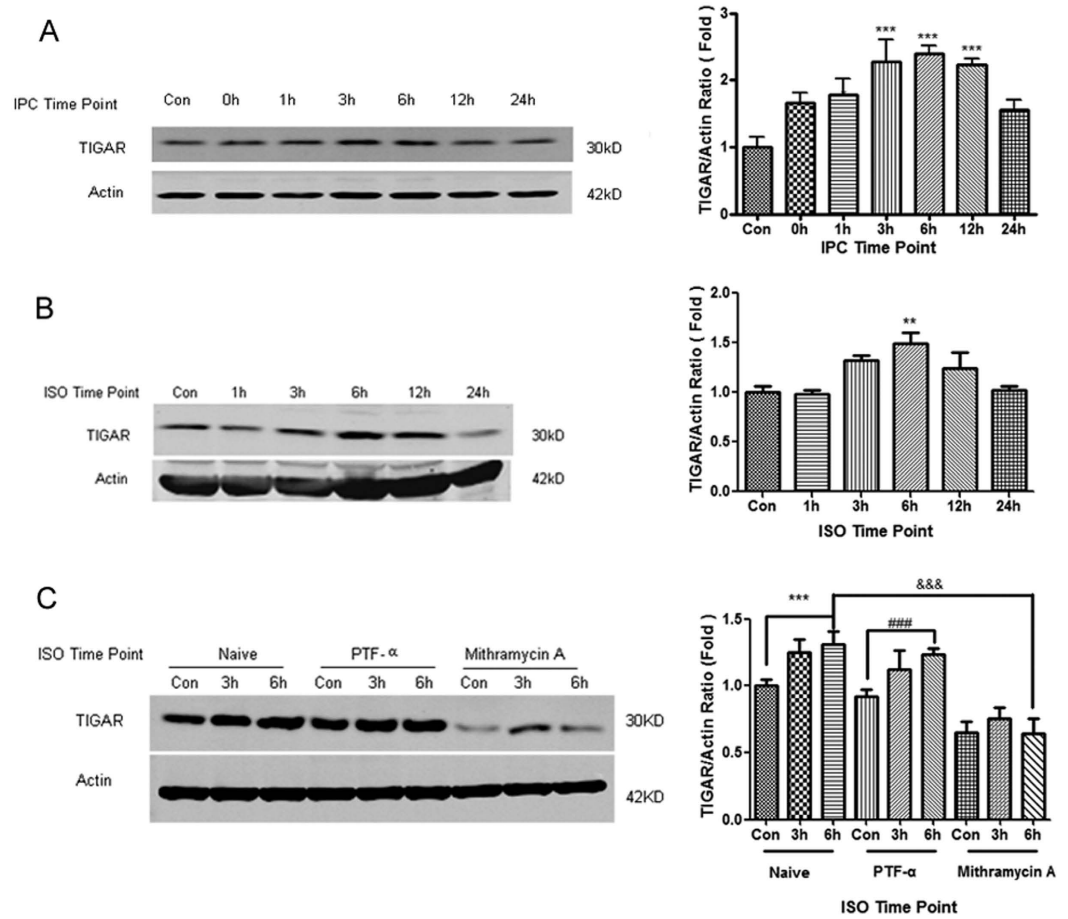 A
IPC Time Point Con 0h 1h 3h 6h 12h 24h
TIGAR 30kD
Actin 42kD
TIGAR/Actin Ratio ( Fold )
3
2
1
0
*** *** ***
Con 0h 1h 3h 6h 12h 24h
IPC Time Point
B
ISO Time Point Con 1h 3h 6h 12h 24h
TIGAR 30kD
Actin 42kD
TIGAR/Actin Ratio ( Fold )
2.0
1.5
1.0
0.5
0.0
**
Con 1h 3h 6h 12h 24h
ISO Time Point
C
ISO Time Point Naive PTF-α Mithramycin A
Con 3h 6h Con 3h 6h Con 3h 6h
TIGAR 30KD
Actin 42KD
TIGAR/Actin Ratio (Fold )
1.5
1.0
0.5
0.0
&&&
***
###
Con 3h 6h Con 3h 6h Con 3h 6h
Naive PTF-α Mithramycin A
ISO Time Point